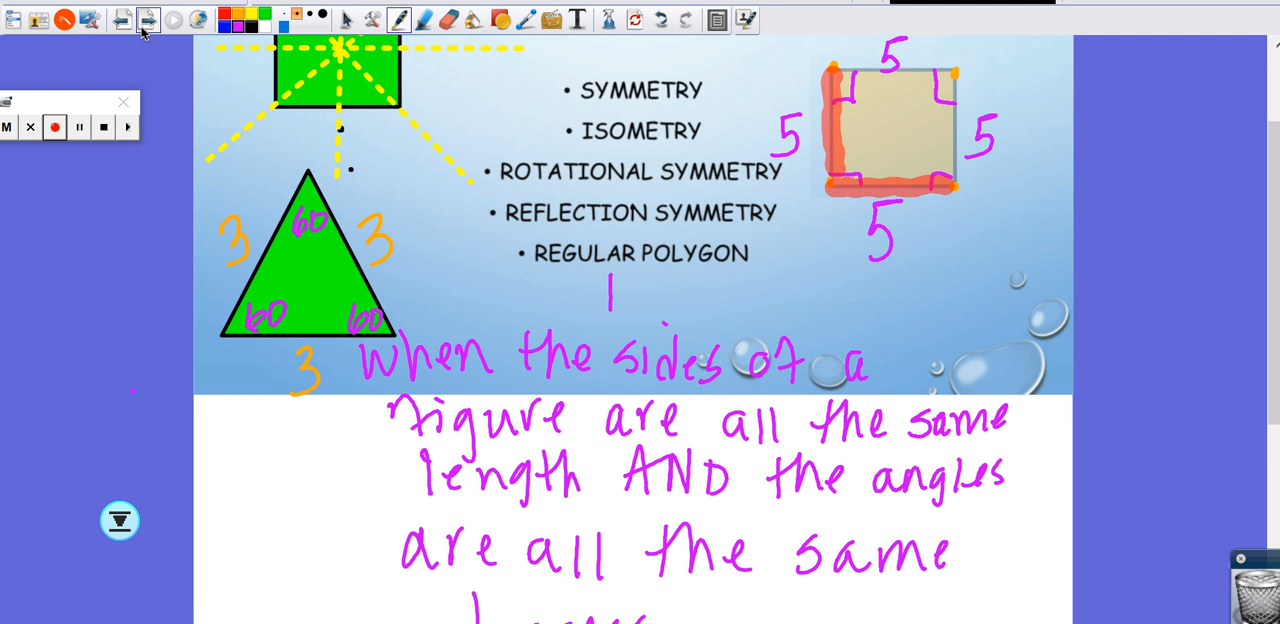 M
5
• SYMMETRY
• ISOMETRY
5
5
• ROTATIONAL SYMMETRY
• REFLECTION SYMMETRY
5
• REGULAR POLYGON
60
3
3
60
60
3
When the sides of a
figure are all the same
length AND the angles
are all the same